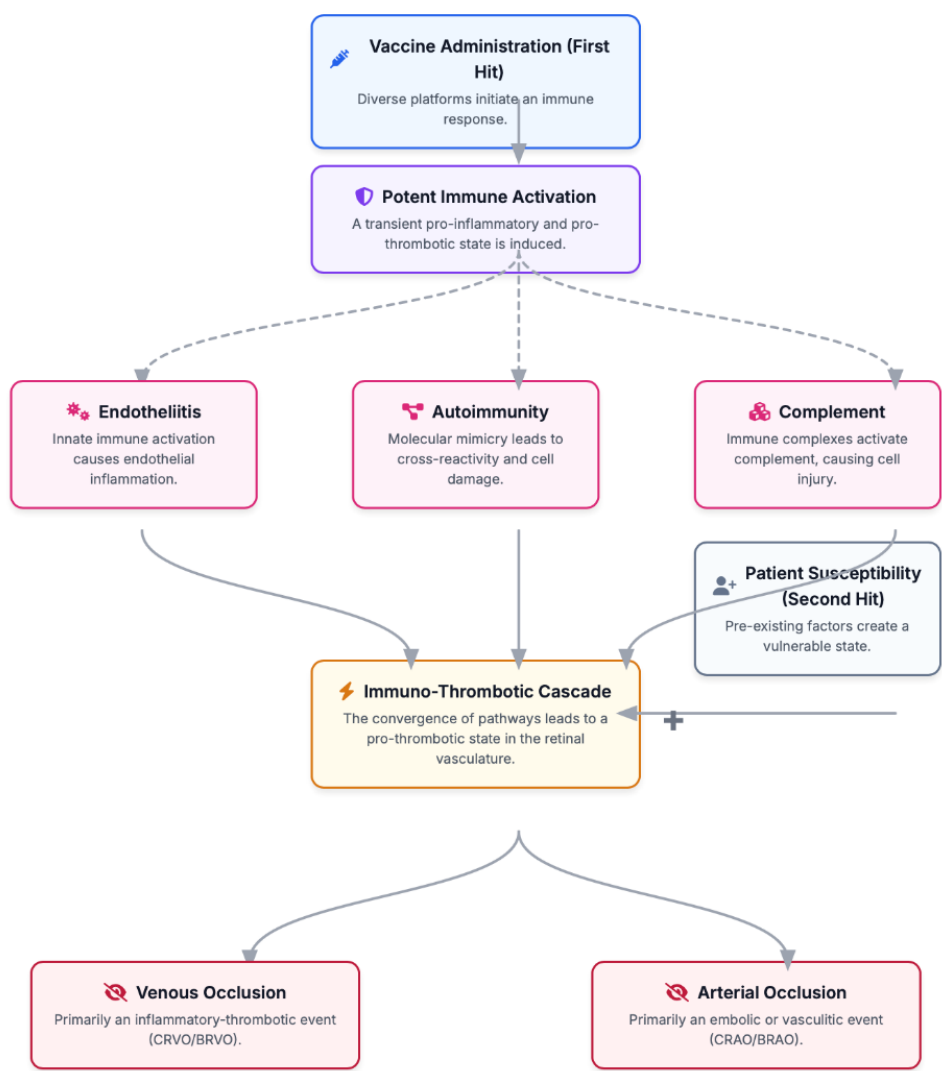 Vaccine Administration (First
Hit)
Diverse platforms initiate an immune
response.
Potent Immune Activation
A transient pro-inflammatory and pro-
thrombotic state is induced.
Endotheliitis
Innate immune activation
causes endothelial
inflammation.
Autoimmunity
Molecular mimicry leads to
cross-reactivity and cell
damage.
Complement
Immune complexes activate
complement, causing cell
injury.
Patient Susceptibility
(Second Hit)
Pre-existing factors create a
vulnerable state.
Immuno-Thrombotic Cascade
The convergence of pathways leads to a
pro-thrombotic state in the retinal
vasculature.
+
Venous Occlusion
Primarily an inflammatory-thrombotic event
(CRVO/BRVO).
Arterial Occlusion
Primarily an embolic or vasculitic event
(CRAO/BRAO).